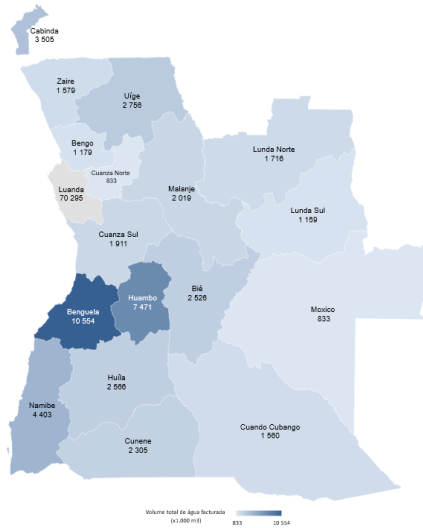 Cabinda
3 505
Zaire
1 579
Uíge
2 756
Bengo
1 179
Cuanza Norte
833
Lunda Norte
1 716
Luanda
70 295
Malanje
2 019
Lunda Sul
1 159
Cuanza Sul
1 911
Bié
2 526
Huambo
7 471
Benguela
10 554
Moxico
833
Huíla
2 566
Namibe
4 403
Cuando Cubango
1 560
Cunene
2 305
Volume total de água facturada
(x1.000 m3)
833
10 554